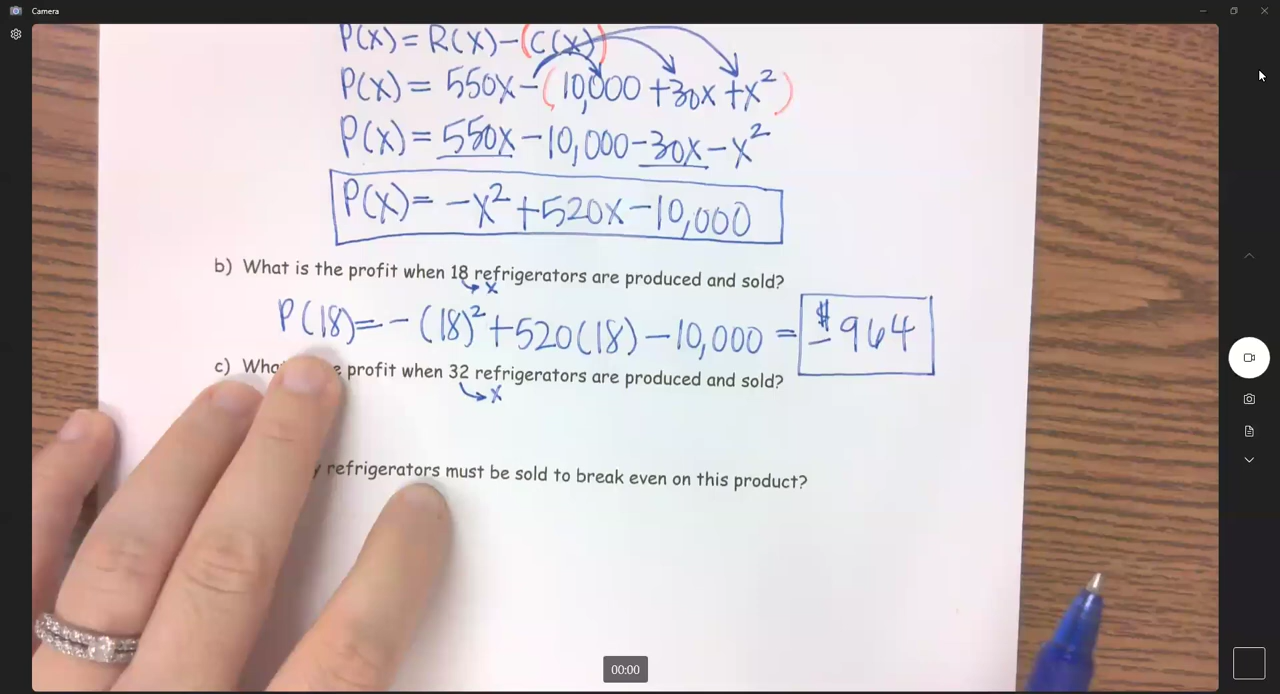 Camera
P(x) = R(x) - (C(x))
P(x) = 550x - (10,000 + 30x + x²)
P(x) = 550x - 10,000 - 30x - x²
P(x) = -x² + 520x - 10,000
b) What is the profit when 18 refrigerators are produced and sold?
x
P(18) = -(18)² + 520(18) - 10,000 = -$964
c) profit when 32 refrigerators are produced and sold?
x
refrigerators must be sold to break even on this product?
00:00